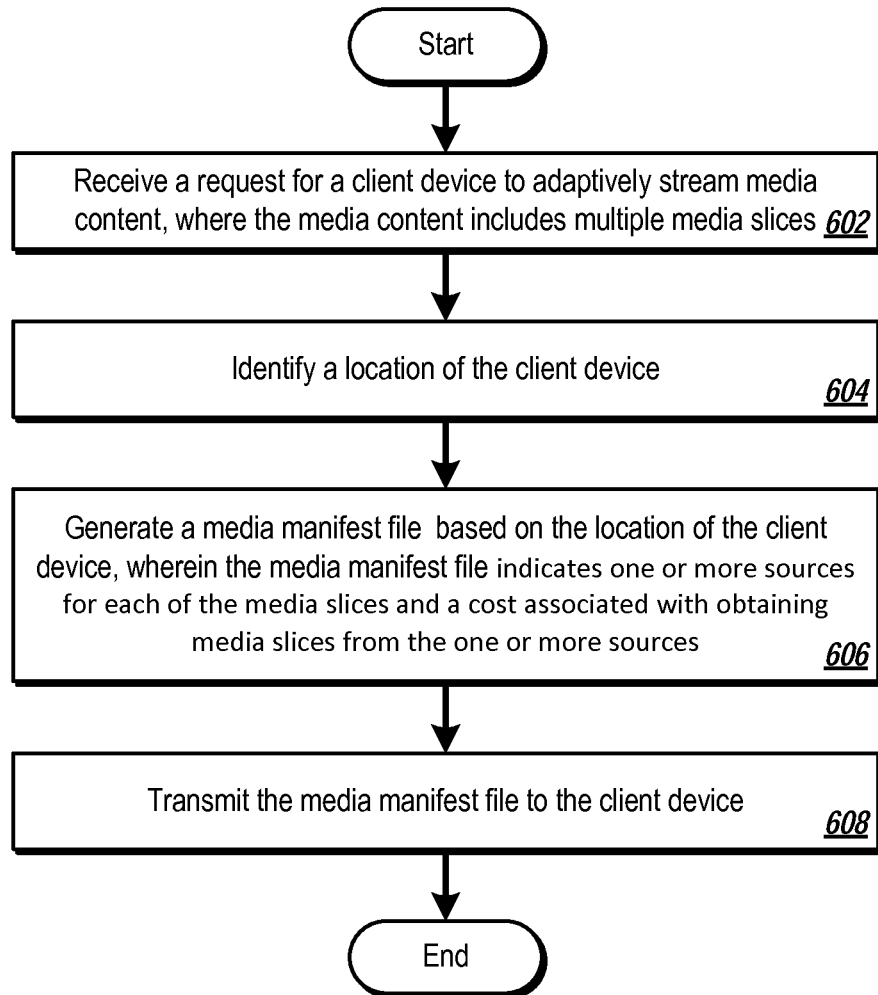 Start
Receive a request for a client device to adaptively stream media
content, where the media content includes multiple media slices 602
Identify a location of the client device
604
Generate a media manifest file based on the location of the client
device, wherein the media manifest file indicates one or more sources
for each of the media slices and a cost associated with obtaining
media slices from the one or more sources
606
Transmit the media manifest file to the client device
608
End